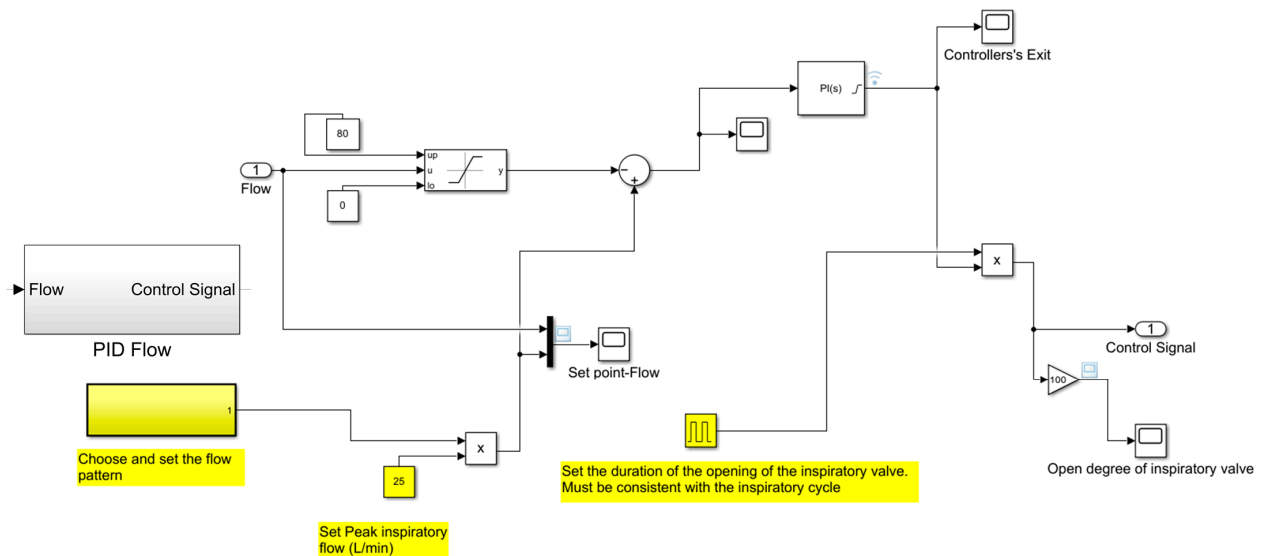 Controllers's Exit
PI(s)
80
up
u
lo
y
1
Flow
0
−
+
x
Flow
Control Signal
PID Flow
1
Control Signal
Set point-Flow
100
1
Choose and set the flow
pattern
x
25
Set the duration of the opening of the inspiratory valve.
Must be consistent with the inspiratory cycle
Open degree of inspiratory valve
Set Peak inspiratory
flow (L/min)